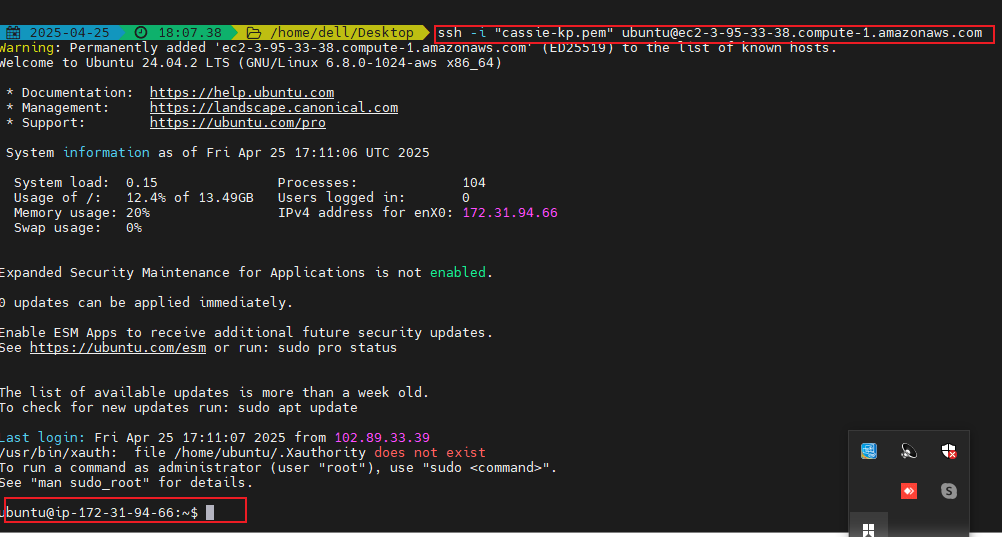 2025-04-25 18:07.38 /home/dell/Desktop ssh -i "cassie-kp.pem" ubuntu@ec2-3-95-33-38.compute-1.amazonaws.com
Warning: Permanently added 'ec2-3-95-33-38.compute-1.amazonaws.com' (ED25519) to the list of known hosts.
Welcome to Ubuntu 24.04.2 LTS (GNU/Linux 6.8.0-1024-aws x86_64)
* Documentation: https://help.ubuntu.com
* Management: https://landscape.canonical.com
* Support: https://ubuntu.com/pro
System information as of Fri Apr 25 17:11:06 UTC 2025
System load: 0.15 Processes: 104
Usage of /: 12.4% of 13.49GB Users logged in: 0
Memory usage: 20% IPv4 address for enX0: 172.31.94.66
Swap usage: 0%
Expanded Security Maintenance for Applications is not enabled.
0 updates can be applied immediately.
Enable ESM Apps to receive additional future security updates.
See https://ubuntu.com/esm or run: sudo pro status
The list of available updates is more than a week old.
To check for new updates run: sudo apt update
Last login: Fri Apr 25 17:11:07 2025 from 102.89.33.39
/usr/bin/xauth: file /home/ubuntu/.Xauthority does not exist
To run a command as administrator (user "root"), use "sudo <command>".
See "man sudo_root" for details.
ubuntu@ip-172-31-94-66:~$